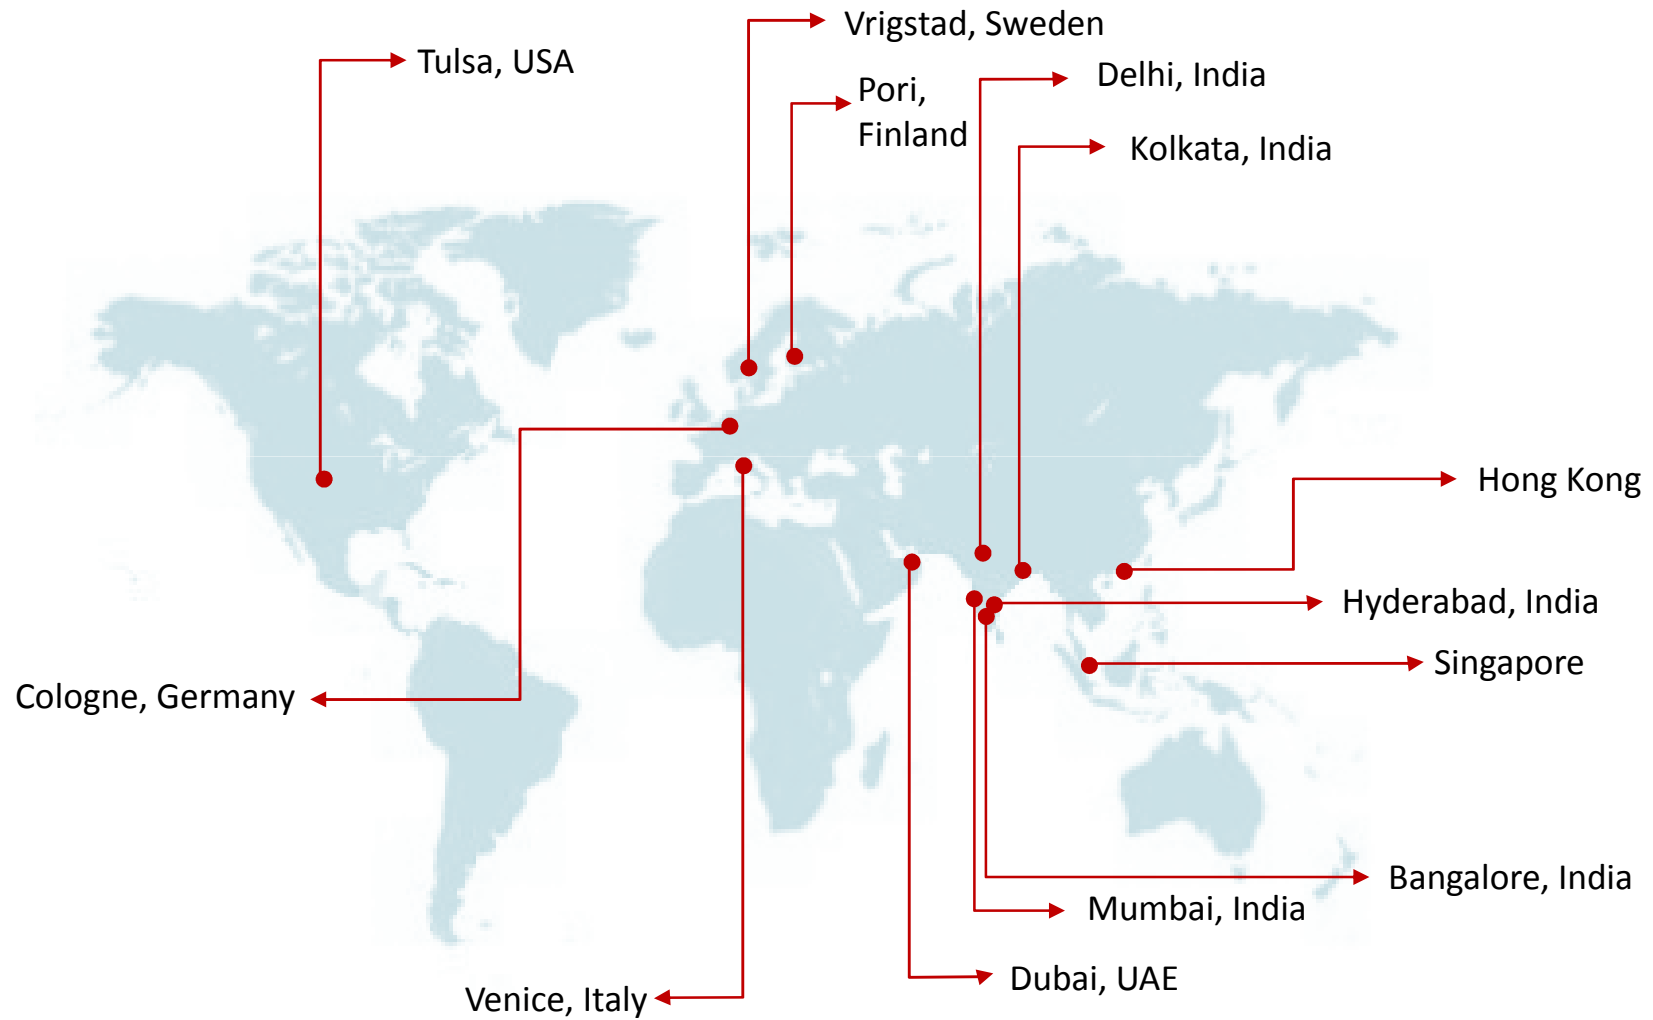 Vrigstad, Sweden
Tulsa, USA
Delhi, India
Pori,
Finland
Kolkata, India
Hong Kong
Hyderabad, India
Singapore
Cologne, Germany
Bangalore, India
Mumbai, India
Dubai, UAE
Venice, Italy